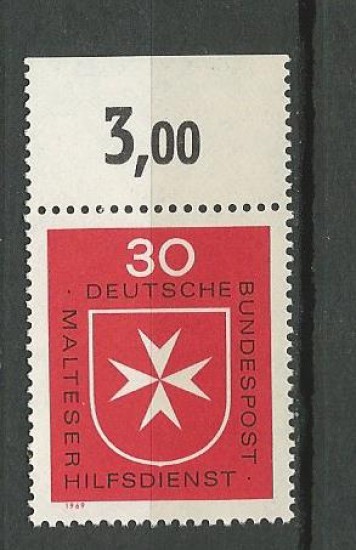 3,00
30
· DEUTSCHE
BUNDESPOST ·
MALTESER
HILFSDIENST
1969